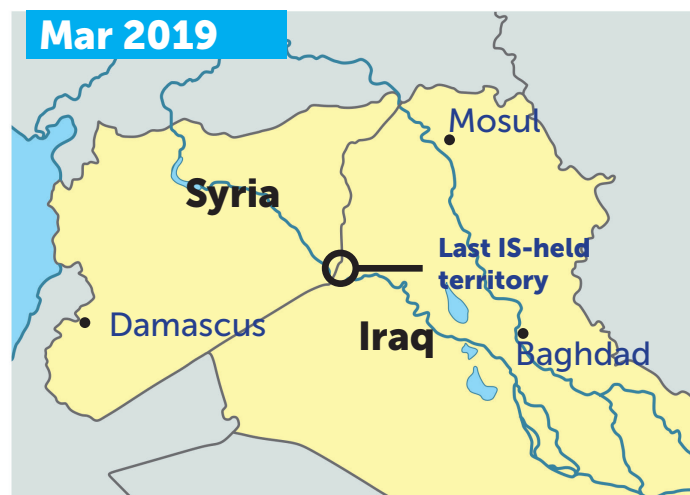 Mar 2019
Mosul
Syria
Last IS-held
territory
Damascus
Iraq
Baghdad